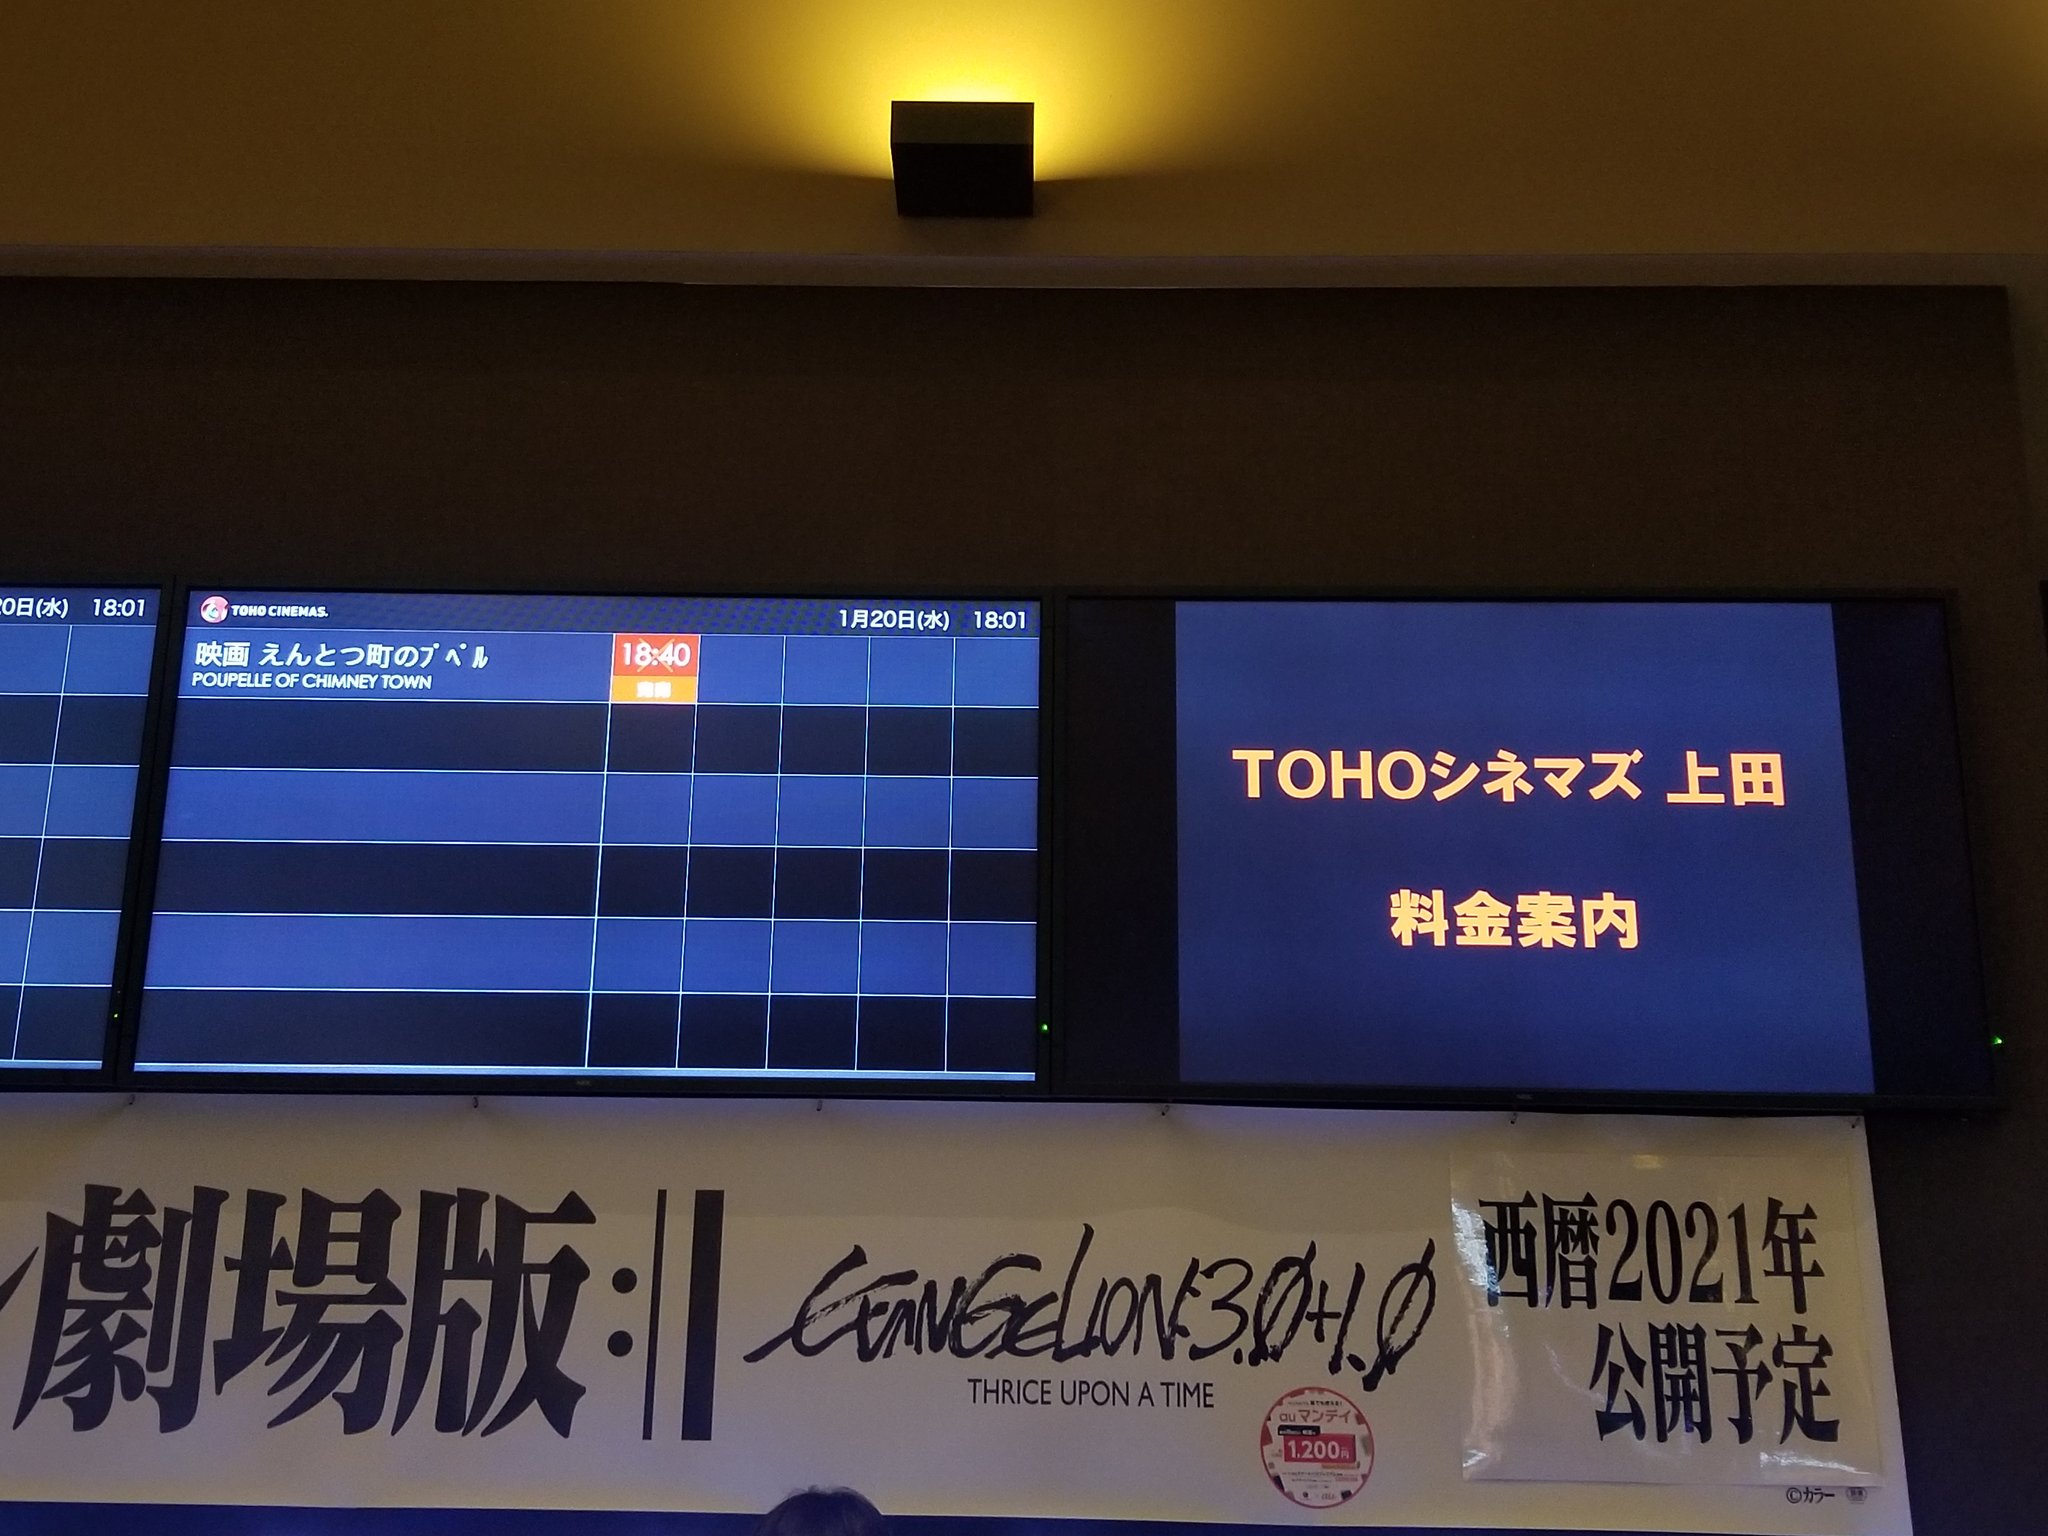 20日(水) 18:01
TOHO CINEMAS. 1月20日(水) 18:01
映画 えんとつ町のプペル 18:40
POUPELLE OF CHIMNEY TOWN
TOHOシネマズ 上田
料金案内
劇場版:||
EVANGELION:3.0+1.0
THRICE UPON A TIME
西暦2021年
公開予定
auマンデイ
1,200円
©カラー